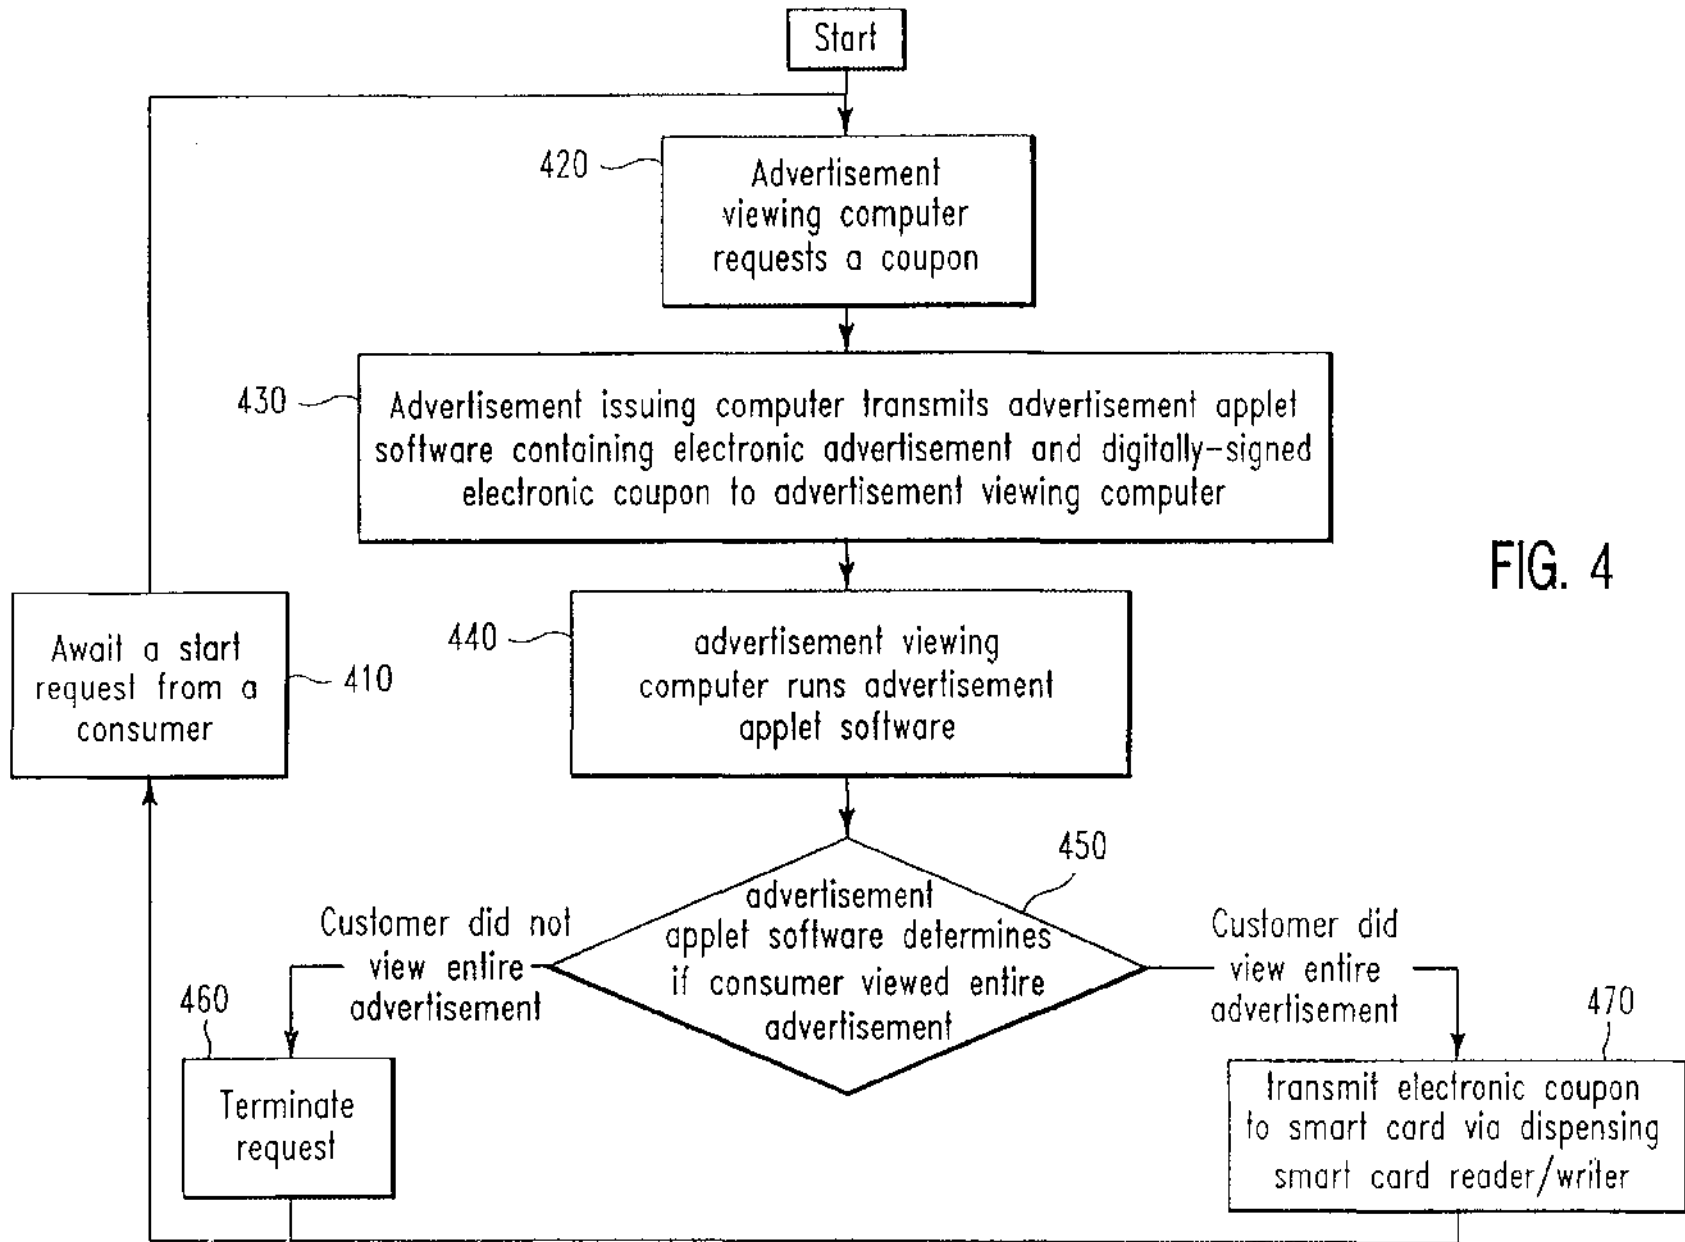 Start
420
Advertisement
viewing computer
requests a coupon
430
Advertisement issuing computer transmits advertisement applet
software containing electronic advertisement and digitally-signed
electronic coupon to advertisement viewing computer
FIG. 4
Await a start
request from a
consumer
410
440
advertisement viewing
computer runs advertisement
applet software
450
advertisement
applet software determines
if consumer viewed entire
advertisement
Customer did not
view entire
advertisement
Customer did
view entire
advertisement
460
Terminate
request
470
transmit electronic coupon
to smart card via dispensing
smart card reader/writer